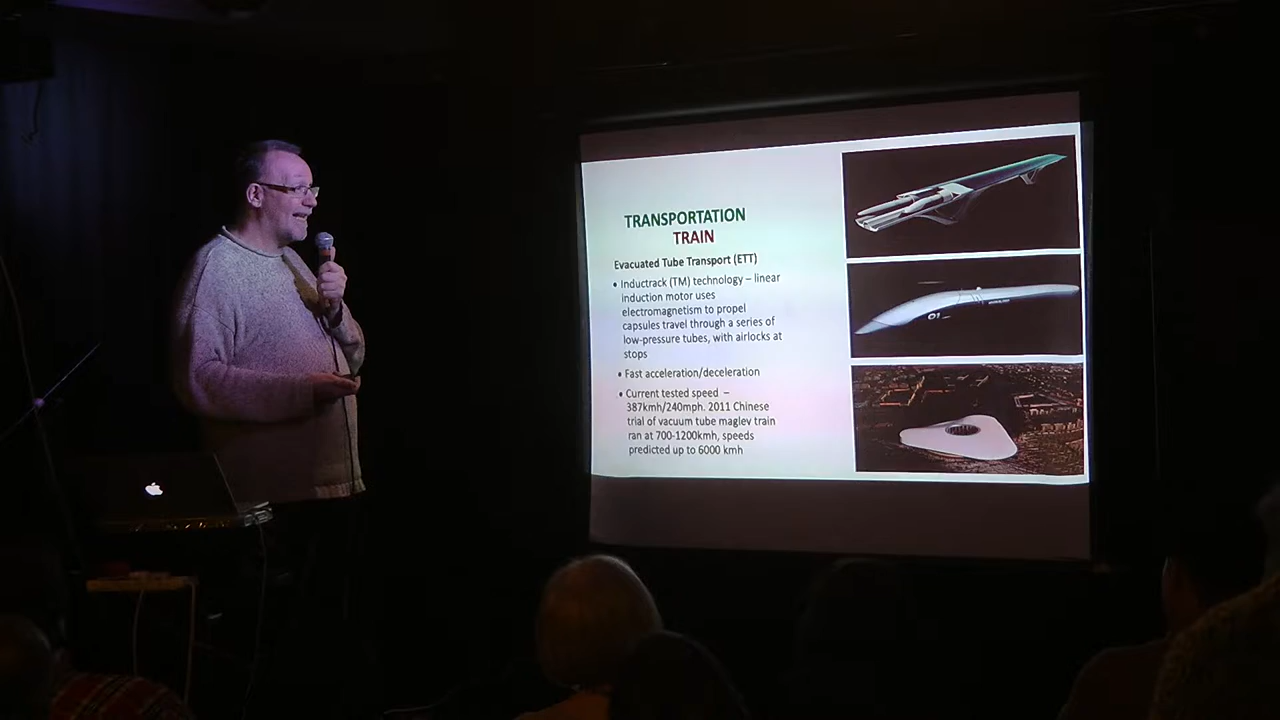 TRANSPORTATION
TRAIN
Evacuated Tube Transport (ETT)
• Inductrack (TM) technology – linear
induction motor uses
electromagnetism to propel
capsules travel through a series of
low-pressure tubes, with airlocks at
stops
• Fast acceleration/deceleration
• Current tested speed –
387kmh/240mph. 2011 Chinese
trial of vacuum tube maglev train
ran at 700-1200kmh, speeds
predicted up to 6000 kmh